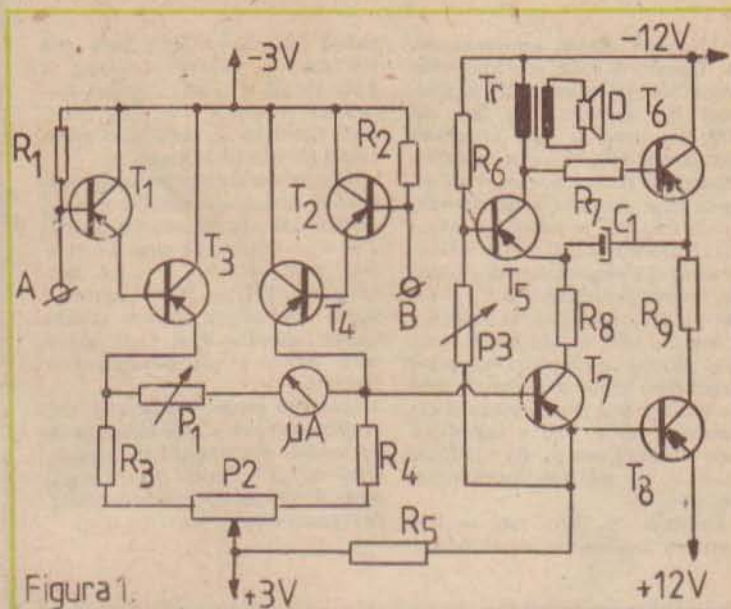 -3V
-12V
R1
T1
T2
R2
Tr
D
T6
R6
R7
C1
T3
T4
A
B
T5
P3
R8
R9
P1
µA
T7
R3
P2
R4
T8
R5
Figura 1.
+3V
+12V